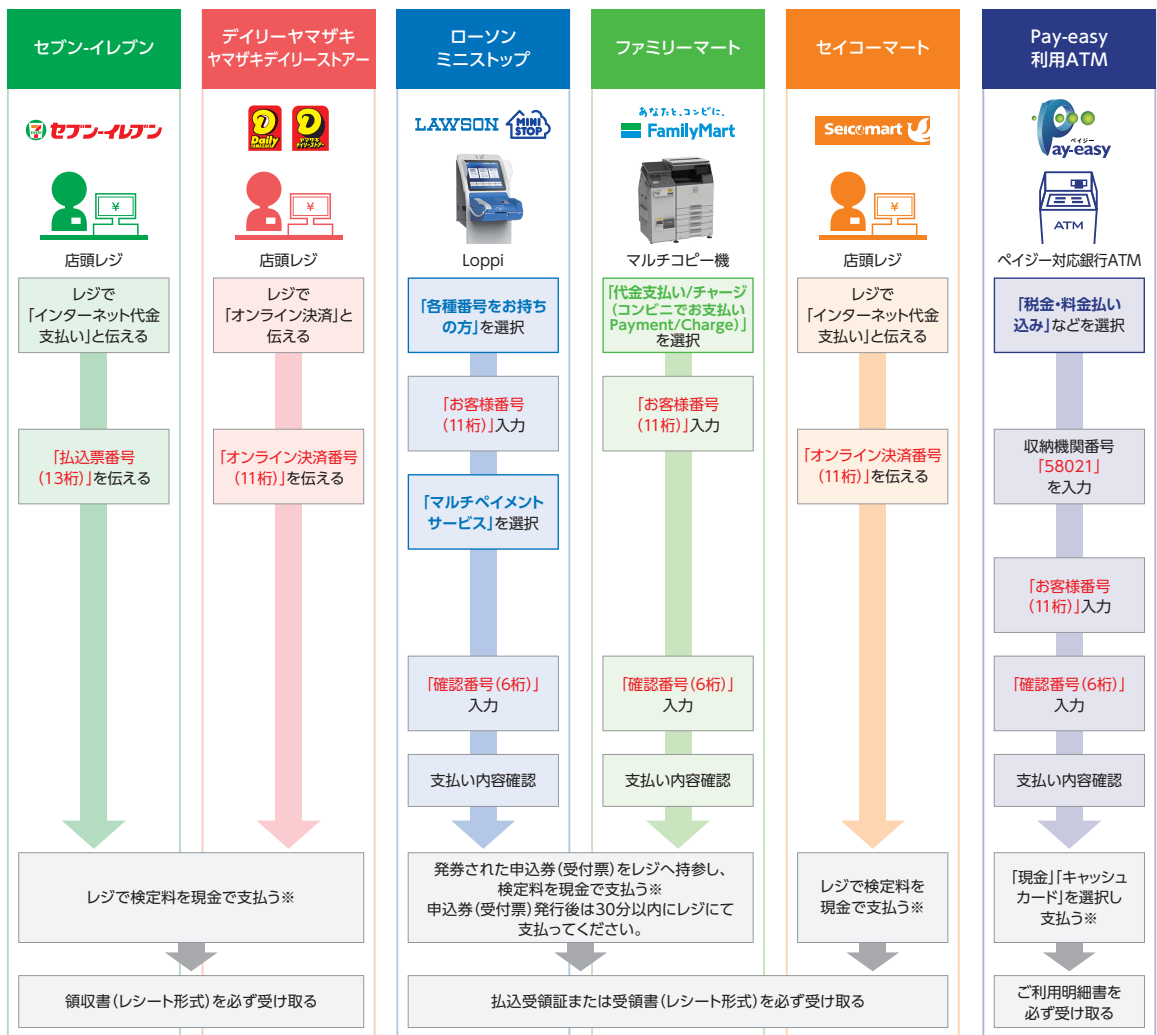 セブン-イレブン
7
セブン-イレブン
¥
店頭レジ
レジで
「インターネット代金
支払い」と伝える
「払込票番号
(13桁)」を伝える
デイリーヤマザキ
ヤマザキデイリーストアー
Daily
YAMAZAKI
ヤマザキ
デイリーストアー
¥
店頭レジ
レジで
「オンライン決済」と
伝える
「オンライン決済番号
(11桁)」を伝える
レジで検定料を現金で支払う※
領収書(レシート形式)を必ず受け取る
ローソン
ミニストップ
LAWSON
MINI
STOP
Loppi
「各種番号をお持ち
の方」を選択
「お客様番号
(11桁)」入力
「マルチペイメント
サービス」を選択
「確認番号(6桁)」
入力
支払い内容確認
ファミリーマート
あなたと、コンビに、
FamilyMart
マルチコピー機
「代金支払い/チャージ
(コンビニでお支払い
Payment/Charge)」
を選択
「お客様番号
(11桁)」入力
「確認番号(6桁)」
入力
支払い内容確認
発券された申込券(受付票)をレジへ持参し、
検定料を現金で支払う※
申込券(受付票)発行後は30分以内にレジにて
支払ってください。
セイコーマート
Seicomart
¥
店頭レジ
レジで
「インターネット代金
支払い」と伝える
「オンライン決済番号
(11桁)」を伝える
レジで検定料を
現金で支払う※
払込受領証または受領書(レシート形式)を必ず受け取る
Pay-easy
利用ATM
ペイジー
Pay-easy
ATM
ペイジー対応銀行ATM
「税金・料金払い
込み」などを選択
収納機関番号
「58021」
を入力
「お客様番号
(11桁)」入力
「確認番号(6桁)」
入力
支払い内容確認
「現金」「キャッシュ
カード」を選択し
支払う※
ご利用明細書を
必ず受け取る